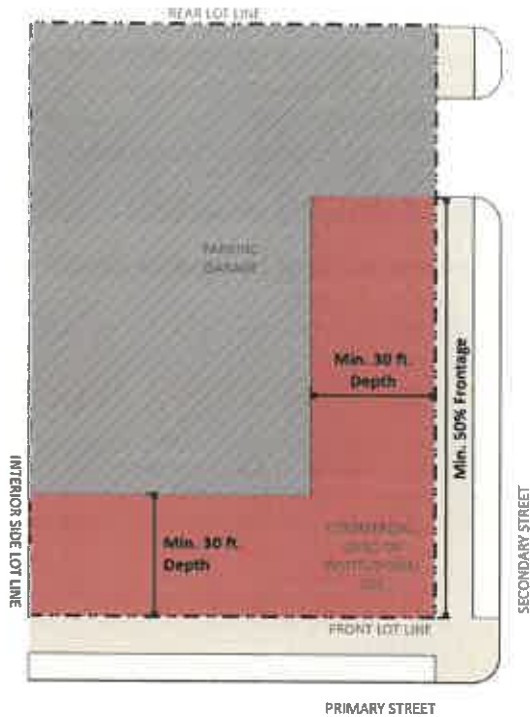 REAR LOT LINE
PARKING
GARAGE
Min. 30 ft.
Depth
Min. 50% Frontage
INTERIOR SIDE LOT LINE
SECONDARY STREET
Min. 30 ft.
Depth
COMMERCIAL,
CIVIC OR
INSTITUTIONAL
USE
FRONT LOT LINE
PRIMARY STREET